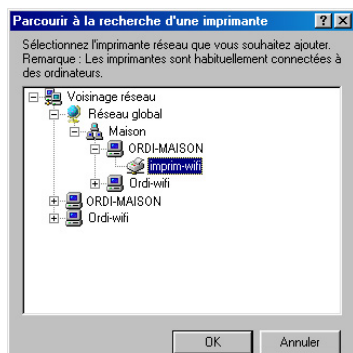 Parcourir à la recherche d'une imprimante
Sélectionnez l'imprimante réseau que vous souhaitez ajouter.
Remarque : Les imprimantes sont habituellement connectées à
des ordinateurs.
Voisinage réseau
Réseau global
Maison
ORDI-MAISON
imprim-wifi
Ordi-wifi
ORDI-MAISON
Ordi-wifi
OK
Annuler